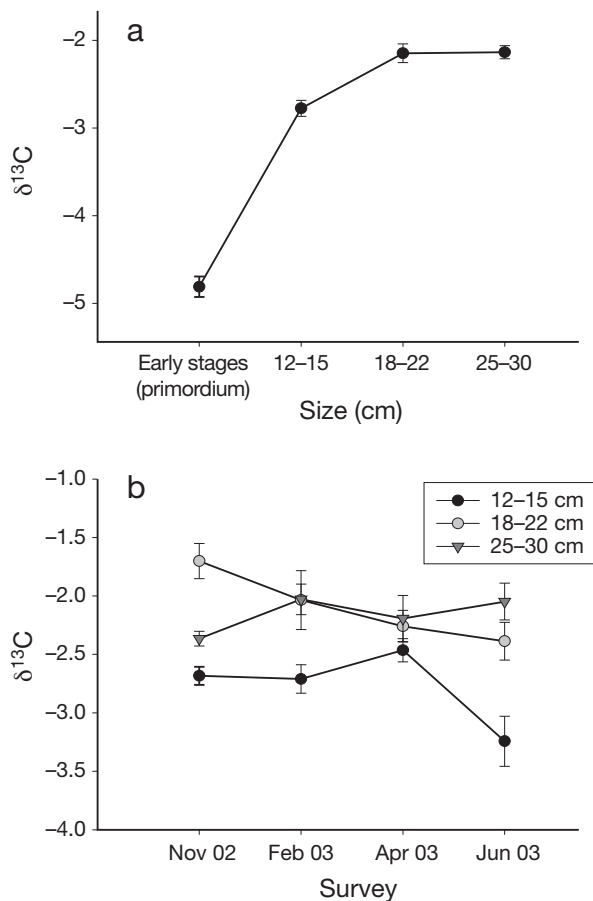 a
−2
−3
−4
−5
δ13C
Early stages 12–15 18–22 25–30
(primordium)
Size (cm)
b
−1.0
−1.5
−2.0
−2.5
−3.0
−3.5
−4.0
δ13C
12–15 cm
18–22 cm
25–30 cm
Nov 02 Feb 03 Apr 03 Jun 03
Survey